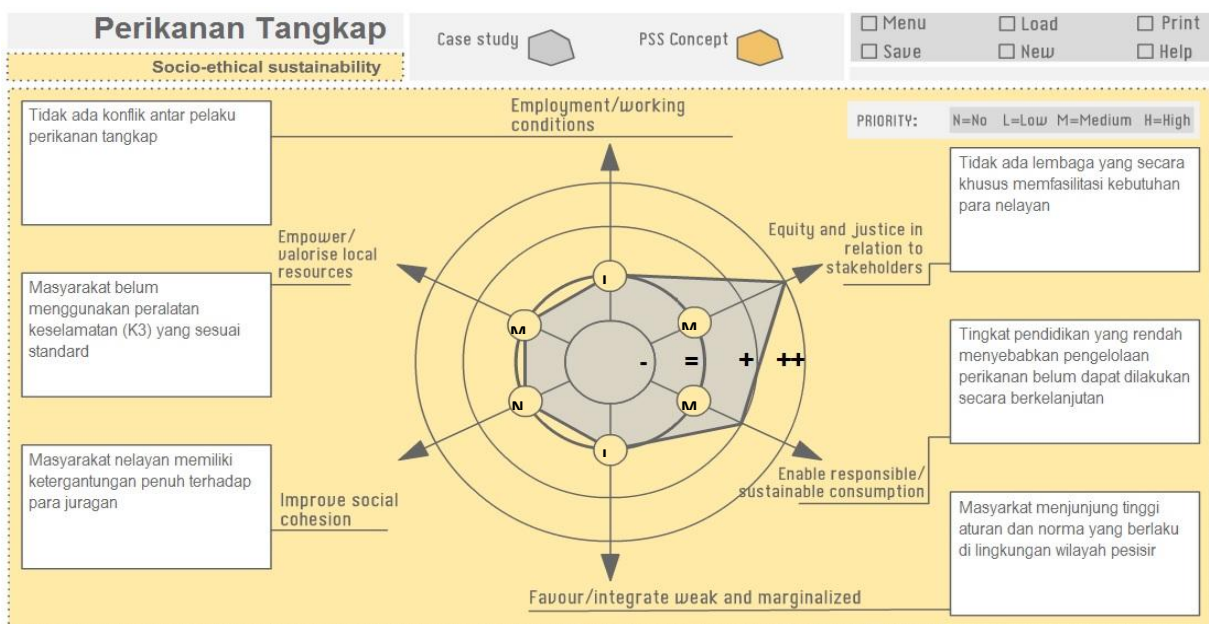 Perikanan Tangkap
Socio-ethical sustainability
Case study
PSS Concept
Menu
Load
Print
Save
New
Help
PRIORITY: N=No L=Low M=Medium H=High
Tidak ada konflik antar pelaku
perikanan tangkap
Employment/working
conditions
Tidak ada lembaga yang secara
khusus memfasilitasi kebutuhan
para nelayan
Empower/
valorise local
resources
Equity and justice in
relation to
stakeholders
Masyarakat belum
menggunakan peralatan
keselamatan (K3) yang sesuai
standard
Tingkat pendidikan yang rendah
menyebabkan pengelolaan
perikanan belum dapat dilakukan
secara berkelanjutan
- = + ++
Masyarakat nelayan memiliki
ketergantungan penuh terhadap
para juragan
Improve social
cohesion
Enable responsible/
sustainable consumption
Masyarkat menjunjung tinggi
aturan dan norma yang berlaku
di lingkungan wilayah pesisir
Favour/integrate weak and marginalized